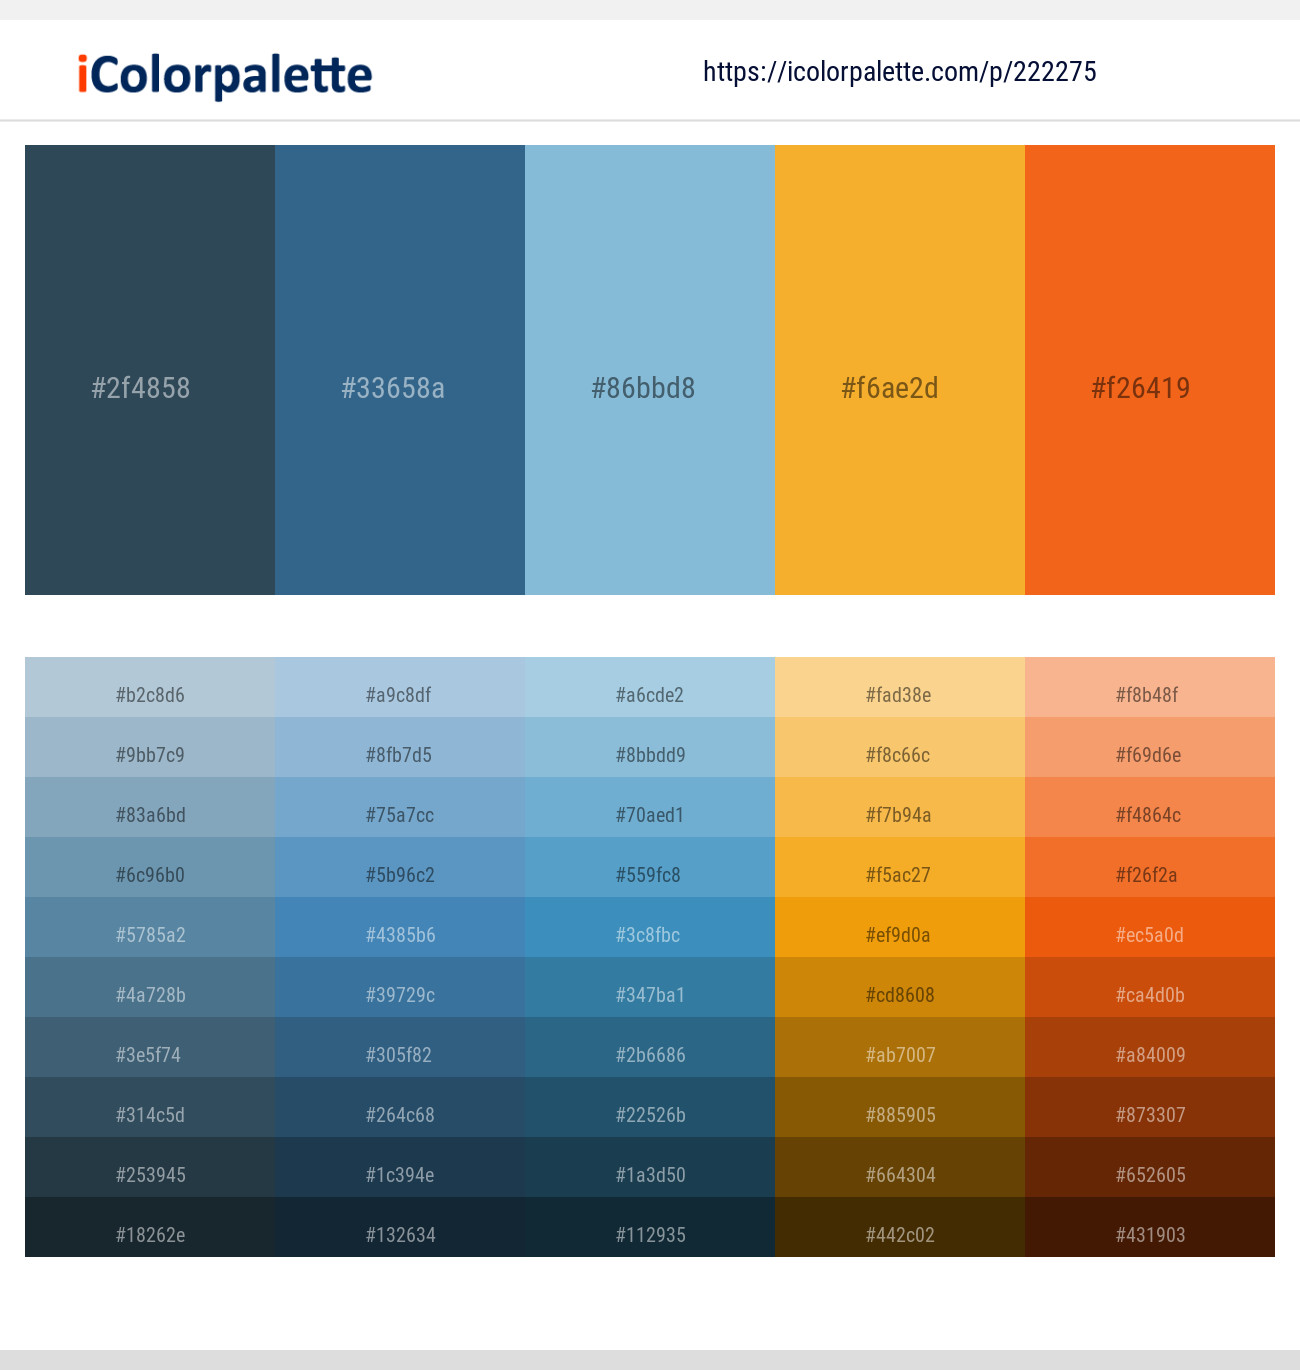 iColorpalette
https://icolorpalette.com/p/222275
#2f4858 #33658a #86bbd8 #f6ae2d #f26419
#b2c8d6 #a9c8df #a6cde2 #fad38e #f8b48f
#9bb7c9 #8fb7d5 #8bbdd9 #f8c66c #f69d6e
#83a6bd #75a7cc #70aed1 #f7b94a #f4864c
#6c96b0 #5b96c2 #559fc8 #f5ac27 #f26f2a
#5785a2 #4385b6 #3c8fbc #ef9d0a #ec5a0d
#4a728b #39729c #347ba1 #cd8608 #ca4d0b
#3e5f74 #305f82 #2b6686 #ab7007 #a84009
#314c5d #264c68 #22526b #885905 #873307
#253945 #1c394e #1a3d50 #664304 #652605
#18262e #132634 #112935 #442c02 #431903